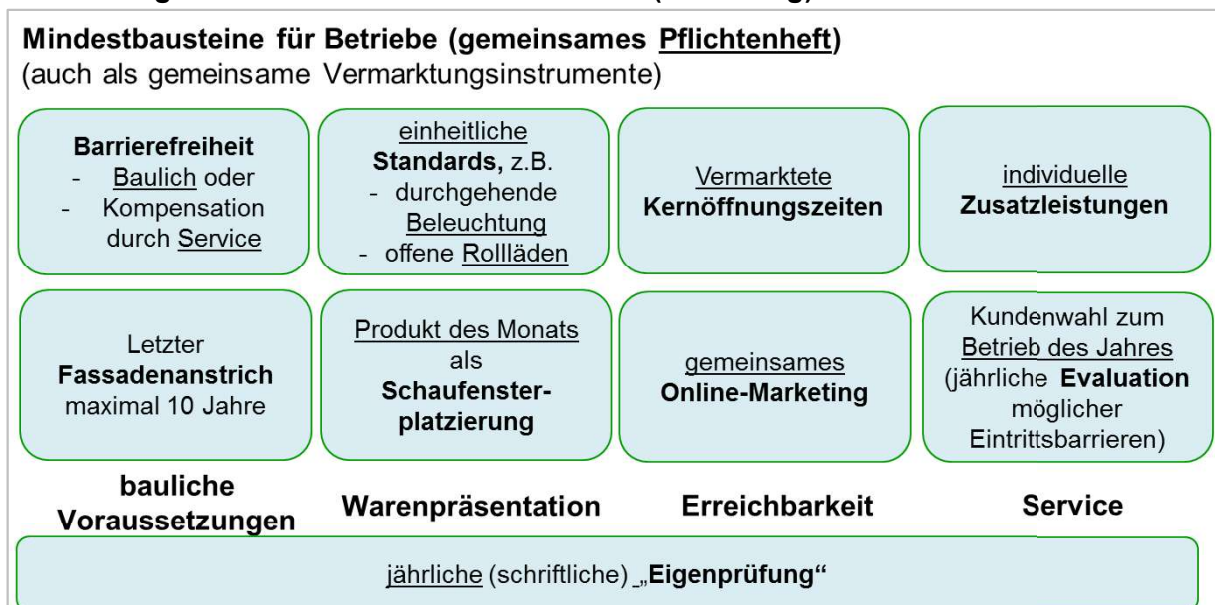 Mindestbausteine für Betriebe (gemeinsames Pflichtenheft)
(auch als gemeinsame Vermarktungsinstrumente)
Barrierefreiheit
- Baulich oder
- Kompensation
durch Service
einheitliche
Standards, z.B.
- durchgehende
Beleuchtung
- offene Rollläden
Vermarktete
Kernöffnungszeiten
individuelle
Zusatzleistungen
Letzter
Fassadenanstrich
maximal 10 Jahre
Produkt des Monats
als
Schaufenster-
platzierung
gemeinsames
Online-Marketing
Kundenwahl zum
Betrieb des Jahres
(jährliche Evaluation
möglicher
Eintrittsbarrieren)
bauliche
Voraussetzungen
Warenpräsentation
Erreichbarkeit
Service
jährliche (schriftliche) „Eigenprüfung“